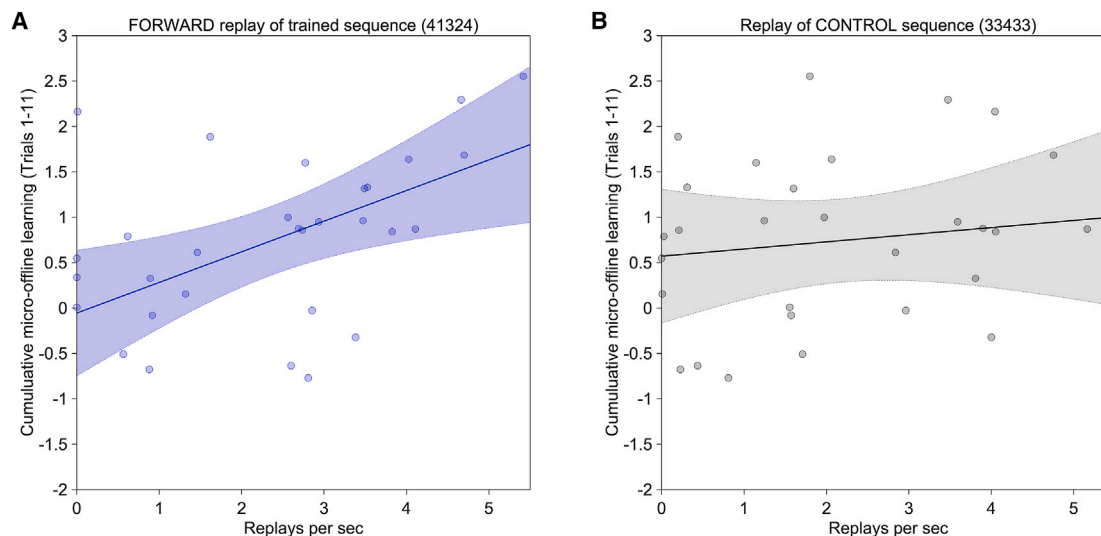 A
FORWARD replay of trained sequence (41324)
Cumuluative micro-offline learning (Trials 1-11)
3
2.5
2
1.5
1
0.5
0
-0.5
-1
-1.5
-2
0 1 2 3 4 5
Replays per sec
B
Replay of CONTROL sequence (33433)
Cumuluative micro-offline learning (Trials 1-11)
3
2.5
2
1.5
1
0.5
0
-0.5
-1
-1.5
-2
0 1 2 3 4 5
Replays per sec